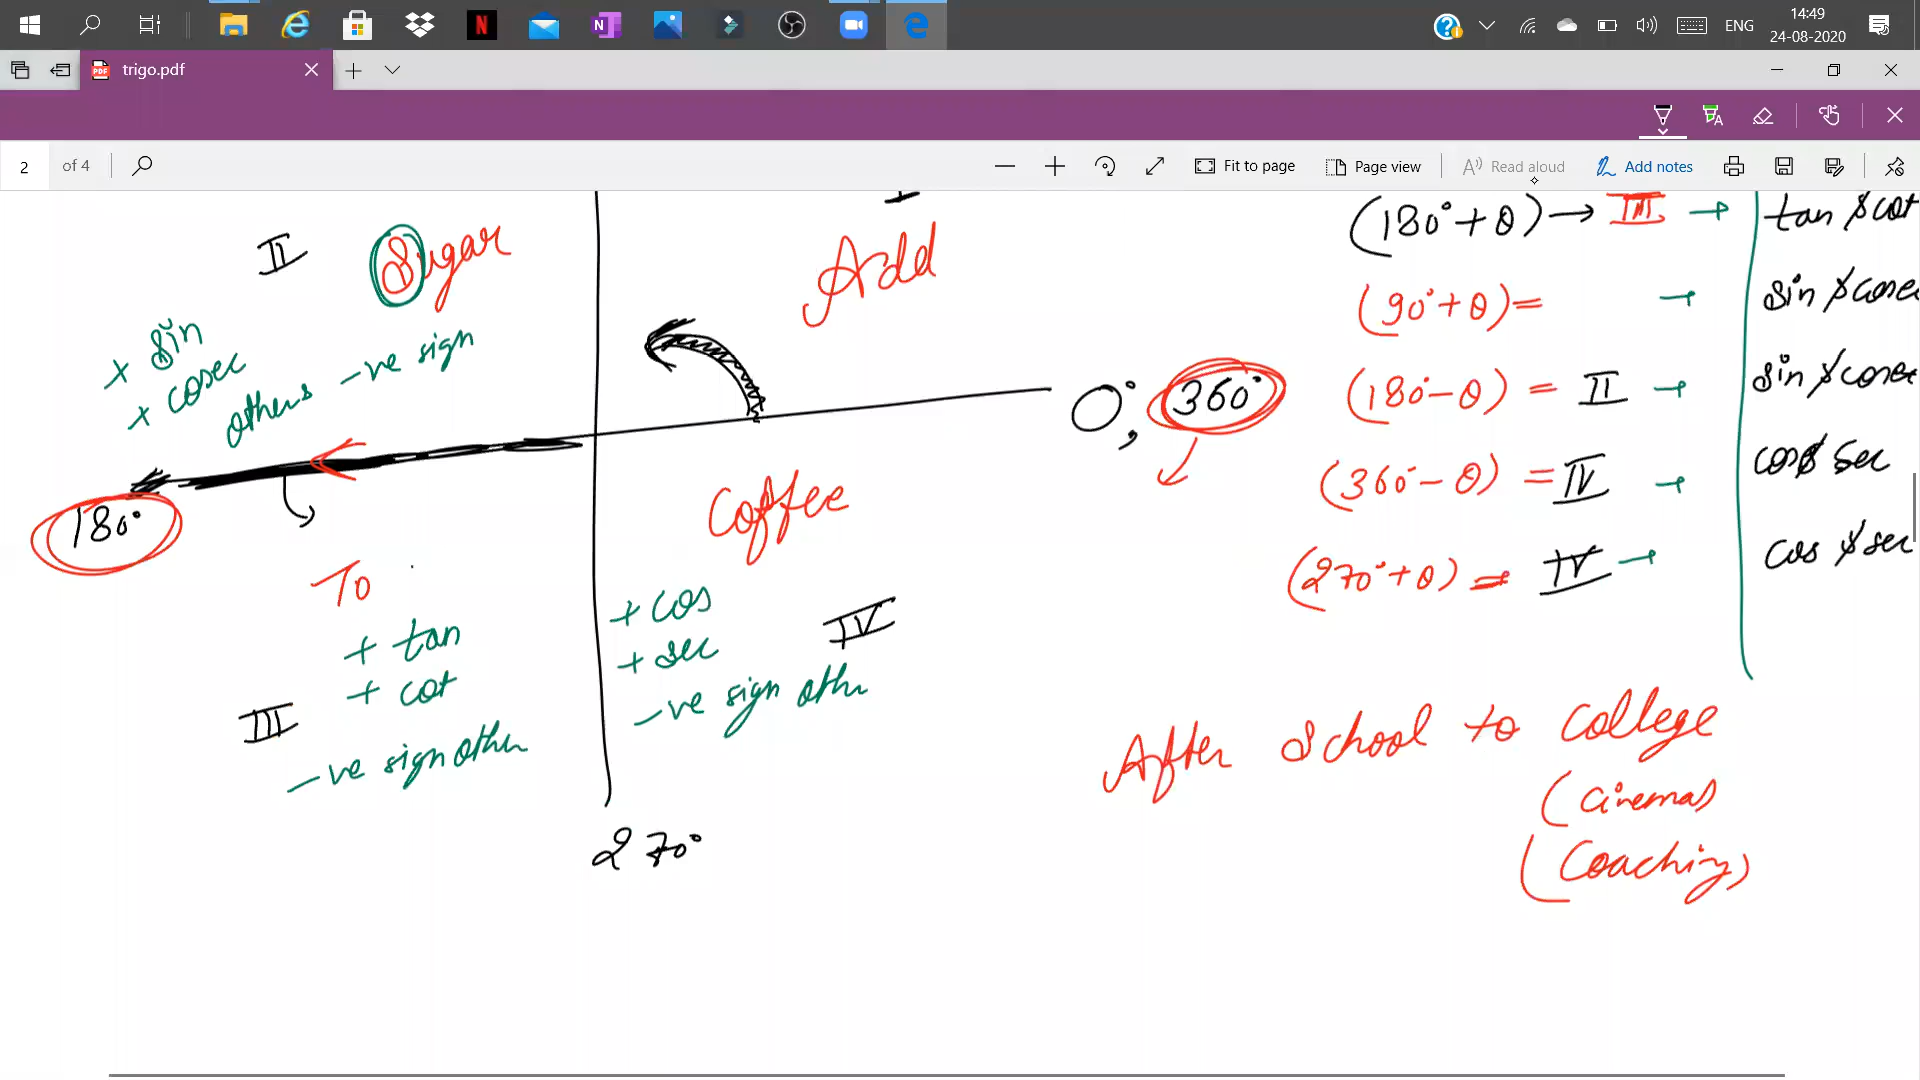 14:49
ENG
24-08-2020
trigo.pdf
2 of 4
Fit to page
Page view
Read aloud
Add notes
II
Sugar
+ Sin
+ cosec
others -ve sign
I
Add
0°, 360°
180°
To
+ tan
+ cot
III
-ve sign other
Coffee
+ cos
+ sec
IV
-ve sign othe
270°
(180°+θ) → III → tan & cot
(90°+θ) = → Sin & cosec
(180-θ) = II → Sin & cosec
(360°-θ) = IV → cos & Sec
(270°+θ) = IV → cos & sec
After School to College
(Cinemas
(Coaching)